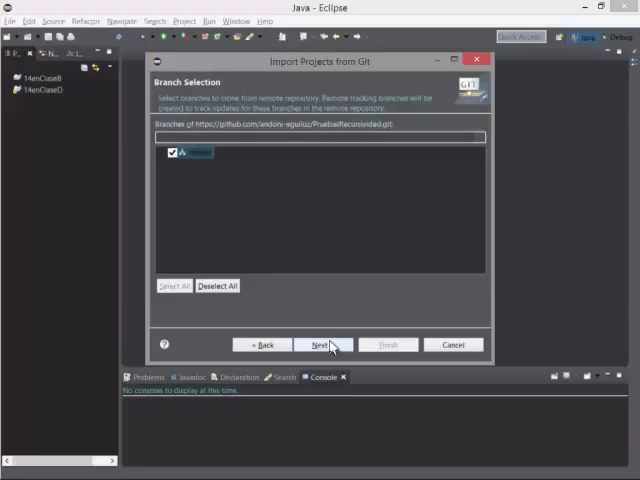 Java - Eclipse
File Edit Source Refactor Navigate Search Project Run Window Help
Quick Access
Java
Debug
P...
N...
J: L
14enClaseB
14enClaseD
Import Projects from Git
Branch Selection
GIT
Select branches to clone from remote repository. Remote tracking branches will be
created to track updates for these branches in the remote repository.
Branches of https://github.com/andoni-eguiluz/PruebasRecursividad.git:
Select All
Deselect All
< Back
Next
Finish
Cancel
Problems
Javadoc
Declaration
Search
Console
No consoles to display at this time.